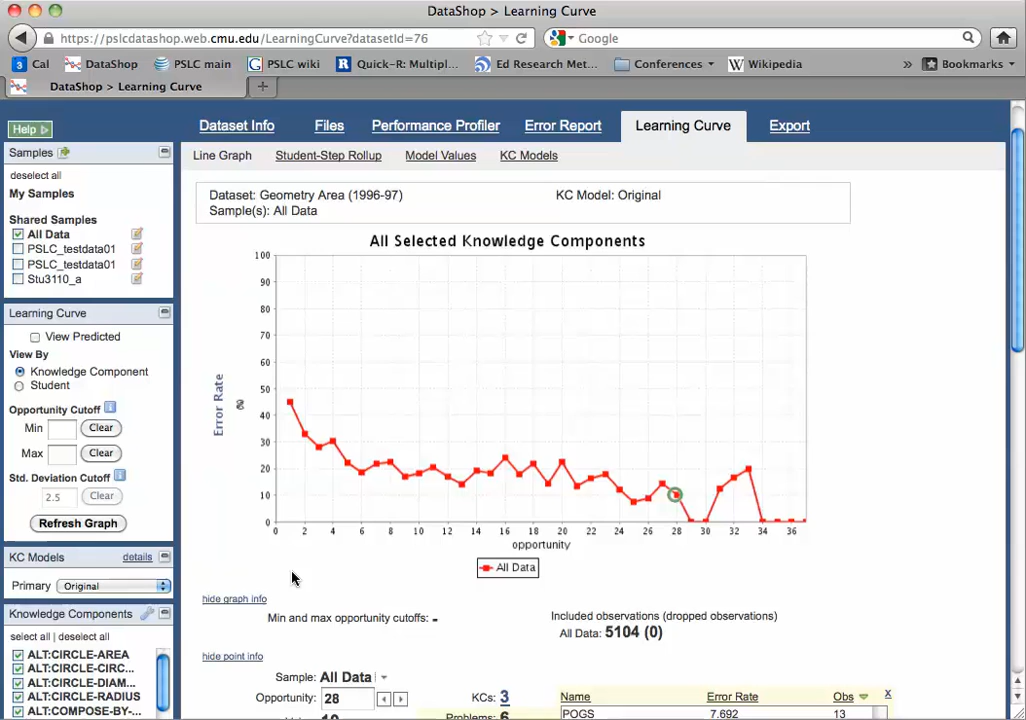 DataShop > Learning Curve
https://pslcdatashop.web.cmu.edu/LearningCurve?datasetId=76
Google
3 Cal
DataShop
PSLC main
PSLC wiki
Quick–R: Multipl...
Ed Research Met...
Conferences
Wikipedia
»
Bookmarks
DataShop > Learning Curve
Help
Dataset Info
Files
Performance Profiler
Error Report
Learning Curve
Export
Samples
deselect all
My Samples
Shared Samples
All Data
PSLC_testdata01
PSLC_testdata01
Stu3110_a
Line Graph
Student-Step Rollup
Model Values
KC Models
Dataset: Geometry Area (1996-97)
KC Model: Original
Sample(s): All Data
Learning Curve
View Predicted
View By
Knowledge Component
Student
Opportunity Cutoff
Min
Clear
Max
Clear
Std. Deviation Cutoff
2.5
Clear
Refresh Graph
KC Models
details
Primary
Original
Knowledge Components
select all | deselect all
ALT:CIRCLE-AREA
ALT:CIRCLE-CIRC...
ALT:CIRCLE-DIAM...
ALT:CIRCLE-RADIUS
ALT:COMPOSE-BY-...
All Selected Knowledge Components
100
90
80
70
60
50
40
30
20
10
0
Error Rate
(%)
0 2 4 6 8 10 12 14 16 18 20 22 24 26 28 30 32 34 36
opportunity
All Data
hide graph info
Min and max opportunity cutoffs: -
Included observations (dropped observations)
All Data: 5104 (0)
hide point info
Sample: All Data
Opportunity: 28
KCs: 3
Name
Error Rate
Obs
x
POGS
7.692
13